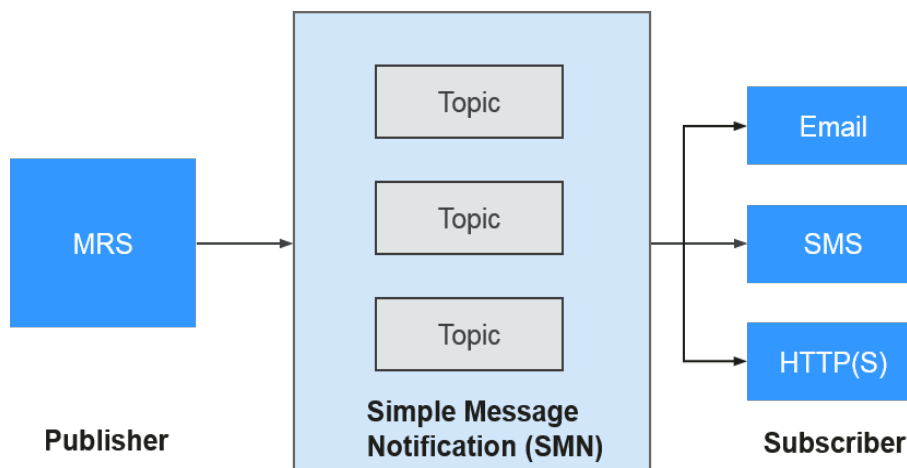 MRS
Publisher
Topic
Topic
Topic
Simple Message
Notification (SMN)
Email
SMS
HTTP(S)
Subscriber